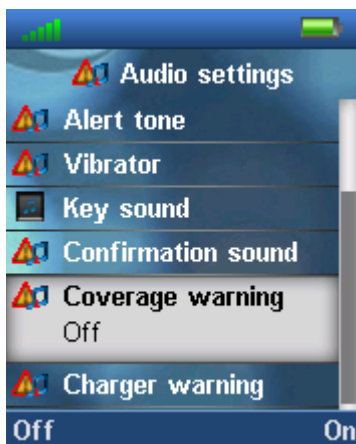 Audio settings
Alert tone
Vibrator
Key sound
Confirmation sound
Coverage warning
Off
Charger warning
Off On